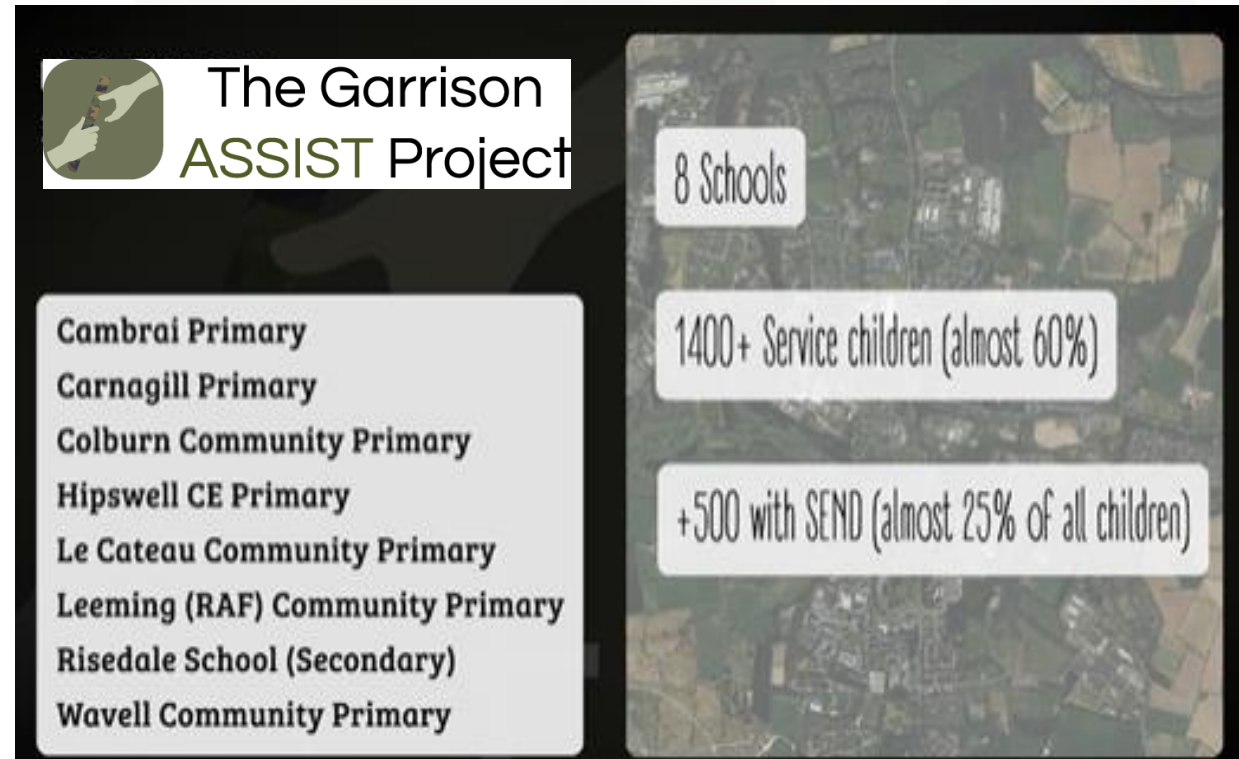 The Garrison
ASSIST Project
Cambrai Primary
Carnagill Primary
Colburn Community Primary
Hipswell CE Primary
Le Cateau Community Primary
Leeming (RAF) Community Primary
Risedale School (Secondary)
Wavell Community Primary
8 Schools
1400+ Service children (almost 60%)
+500 with SEND (almost 25% of all children)